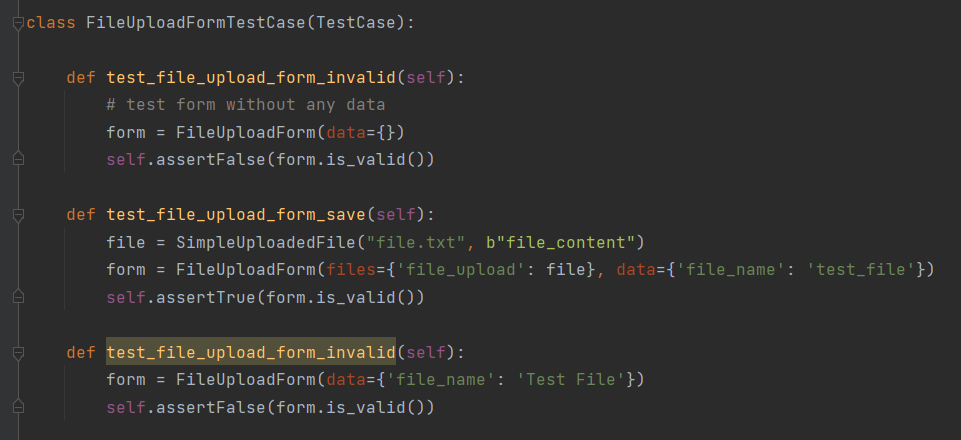 class FileUploadFormTestCase(TestCase):
def test_file_upload_form_invalid(self):
# test form without any data
form = FileUploadForm(data={})
self.assertFalse(form.is_valid())
def test_file_upload_form_save(self):
file = SimpleUploadedFile("file.txt", b"file_content")
form = FileUploadForm(files={'file_upload': file}, data={'file_name': 'test_file'})
self.assertTrue(form.is_valid())
def test_file_upload_form_invalid(self):
form = FileUploadForm(data={'file_name': 'Test File'})
self.assertFalse(form.is_valid())